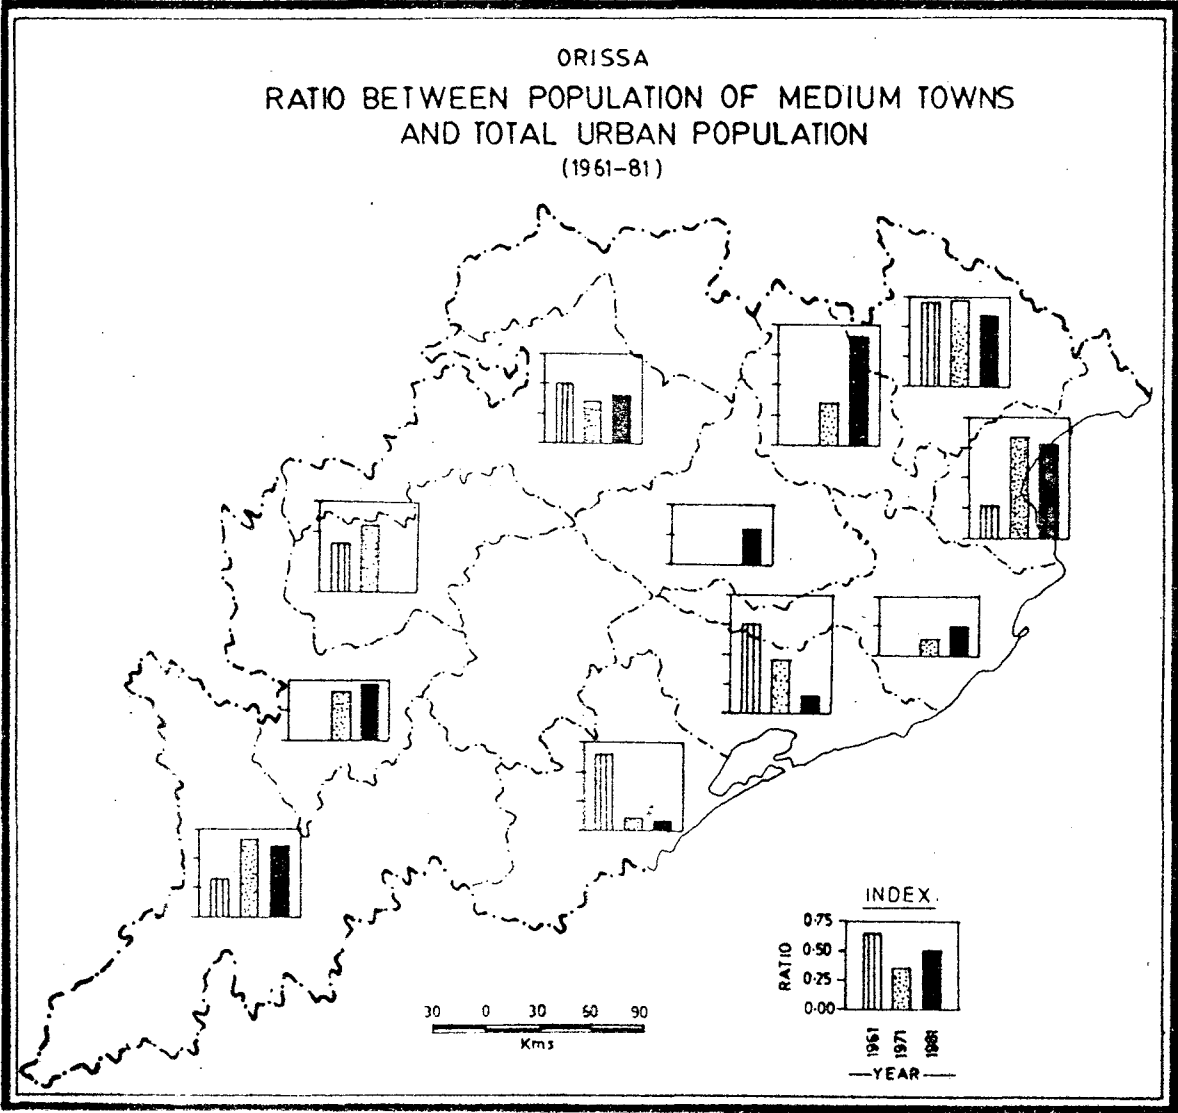 ORISSA
RATIO BETWEEN POPULATION OF MEDIUM TOWNS
AND TOTAL URBAN POPULATION
(1961-81)
INDEX.
0.75
0.50
0.25
0.00
RATIO
1961
1971
1981
YEAR
30 0 30 60 90
Kms